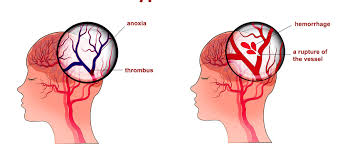 anoxia
thrombus
hemorrhage
a rupture of
the vessel